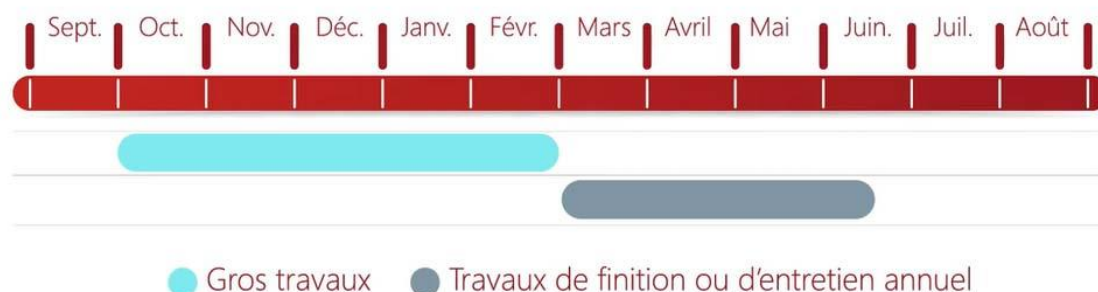 Sept. Oct. Nov. Déc. Janv. Févr. Mars Avril Mai Juin. Juil. Août
Gros travaux Travaux de finition ou d'entretien annuel